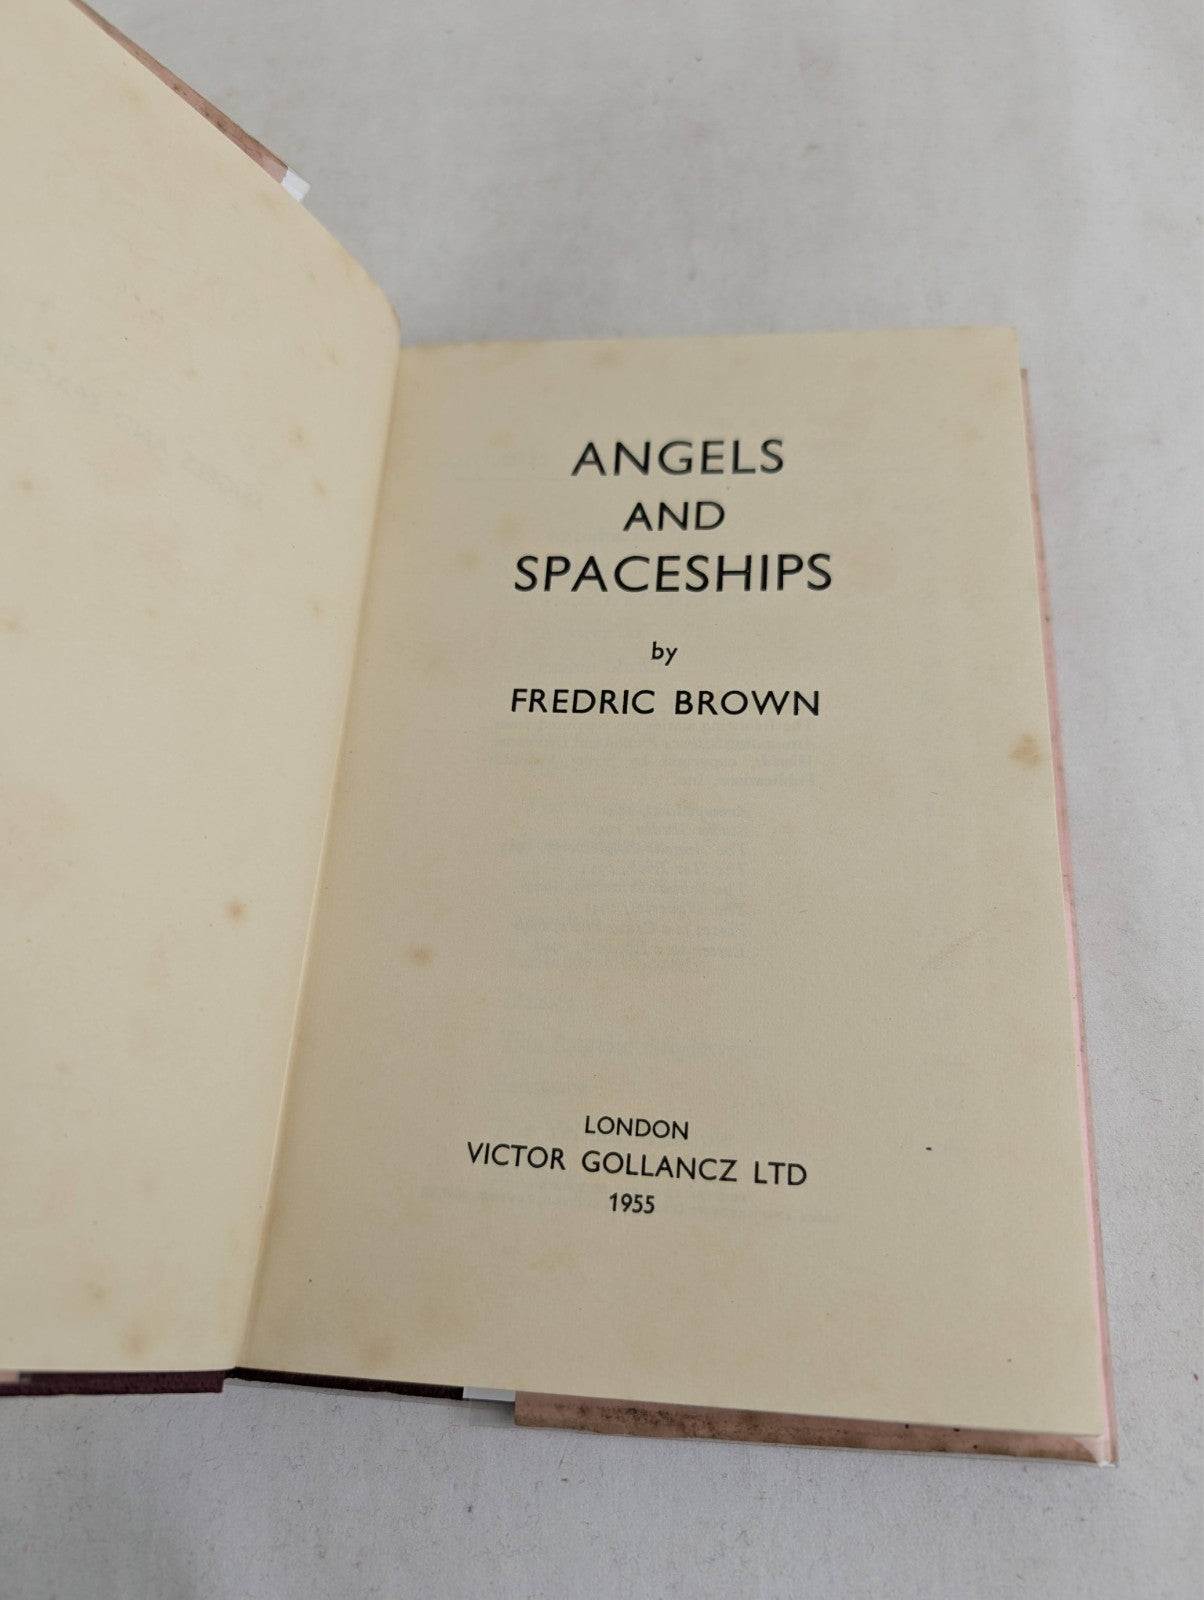 ANGELS
AND
SPACESHIPS
by
FREDRIC BROWN
LONDON
VICTOR GOLLANCZ LTD
1955